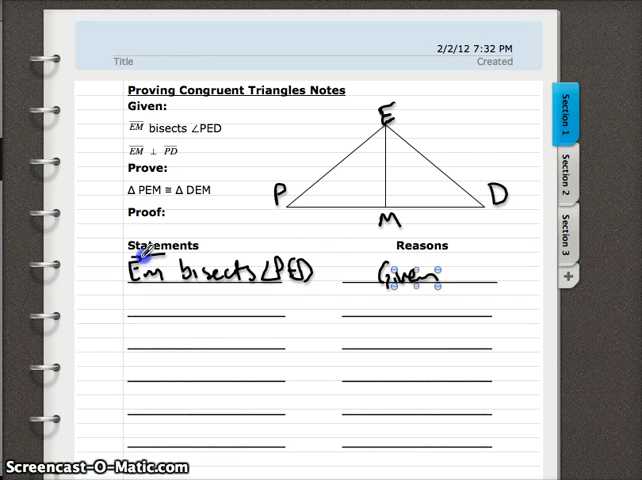 2/2/12 7:32 PM
Title Created
Proving Congruent Triangles Notes
Given:
EM bisects ∠PED
EM ⊥ PD
Prove:
Δ PEM ≅ Δ DEM
Proof:
E
P
D
M
Statements Reasons
EM bisects ∠PED Given
Section 1
Section 2
Section 3
+
Screencast-O-Matic.com